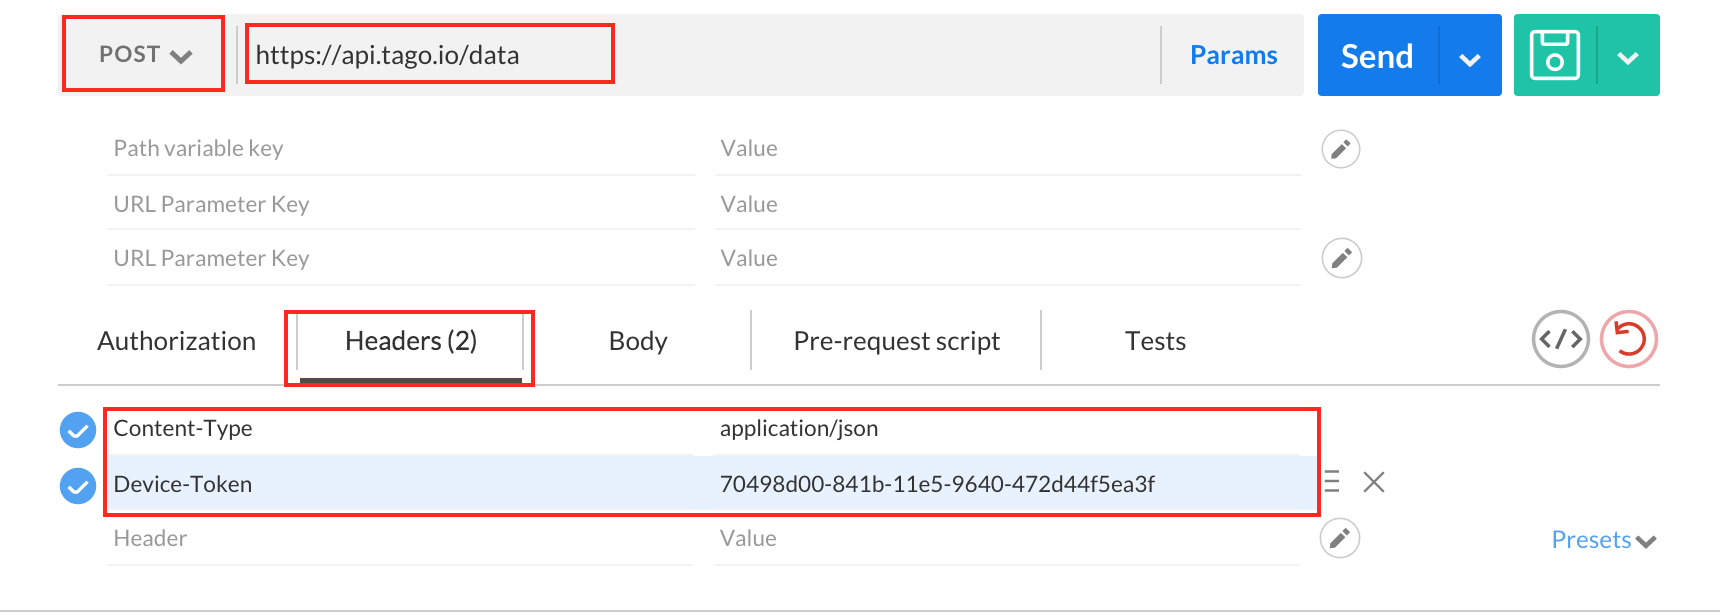 POST https://api.tago.io/data Params Send
Path variable key Value
URL Parameter Key Value
URL Parameter Key Value
Authorization Headers (2) Body Pre-request script Tests </>
Content-Type application/json
Device-Token 70498d00-841b-11e5-9640-472d44f5ea3f
Header Value Presets